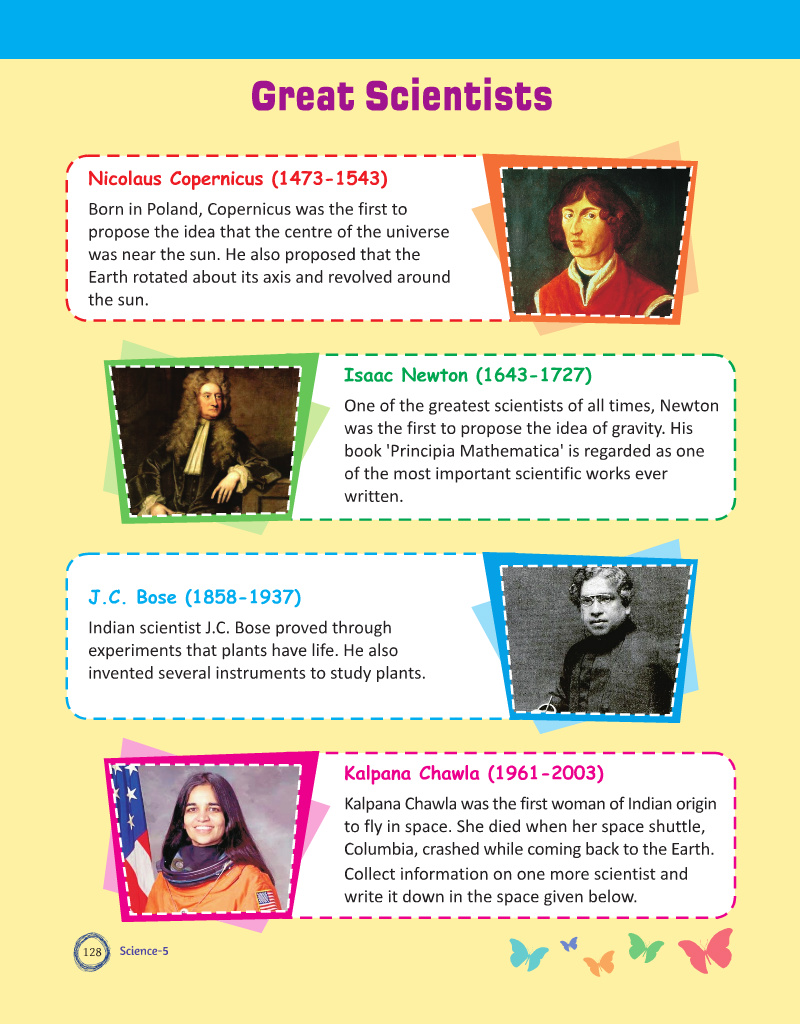 Great Scientists
Nicolaus Copernicus (1473-1543)
Born in Poland, Copernicus was the first to
propose the idea that the centre of the universe
was near the sun. He also proposed that the
Earth rotated about its axis and revolved around
the sun.
Isaac Newton (1643-1727)
One of the greatest scientists of all times, Newton
was the first to propose the idea of gravity. His
book 'Principia Mathematica' is regarded as one
of the most important scientific works ever
written.
J.C. Bose (1858-1937)
Indian scientist J.C. Bose proved through
experiments that plants have life. He also
invented several instruments to study plants.
Kalpana Chawla (1961-2003)
Kalpana Chawla was the first woman of Indian origin
to fly in space. She died when her space shuttle,
Columbia, crashed while coming back to the Earth.
Collect information on one more scientist and
write it down in the space given below.
128
Science-5